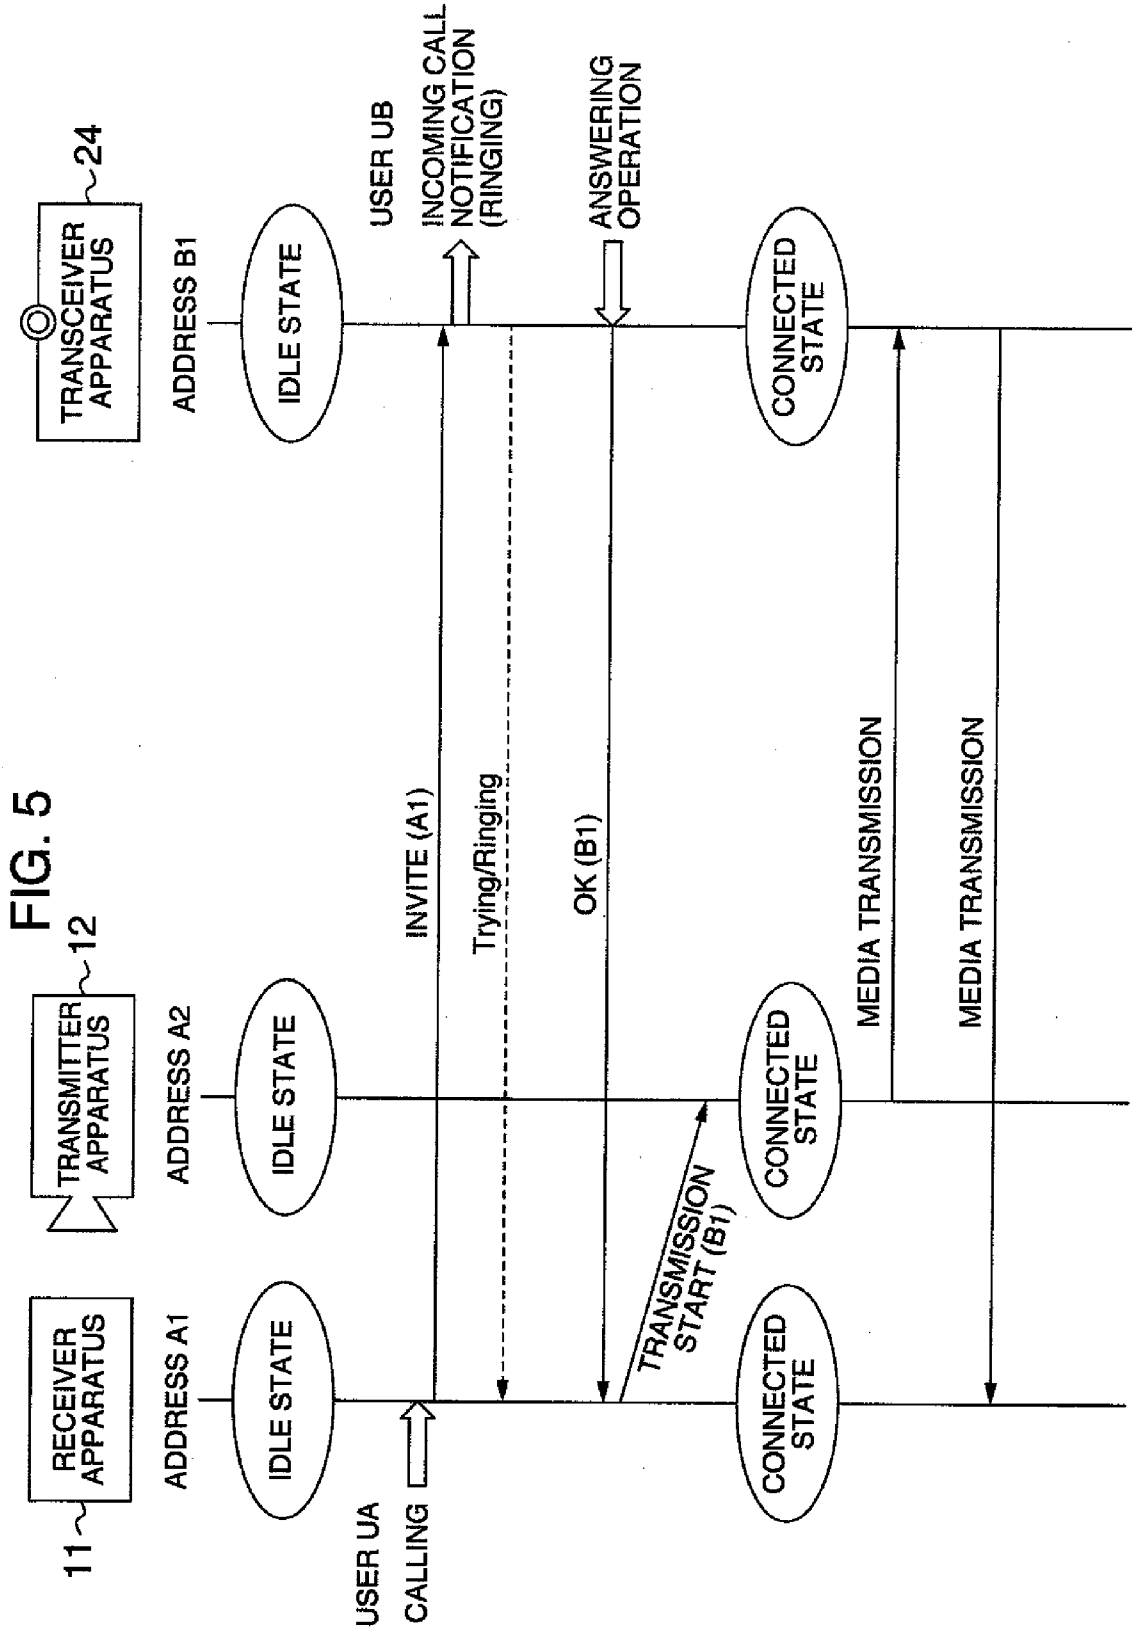 FIG. 5
11
RECEIVER
APPARATUS
TRANSMITTER
APPARATUS
12
TRANSCEIVER
APPARATUS
24
ADDRESS A1
ADDRESS A2
ADDRESS B1
IDLE STATE
IDLE STATE
IDLE STATE
USER UA
CALLING
USER UB
INCOMING CALL
NOTIFICATION
(RINGING)
INVITE (A1)
Trying/Ringing
OK (B1)
ANSWERING
OPERATION
TRANSMISSION
START (B1)
CONNECTED
STATE
CONNECTED
STATE
CONNECTED
STATE
MEDIA TRANSMISSION
MEDIA TRANSMISSION